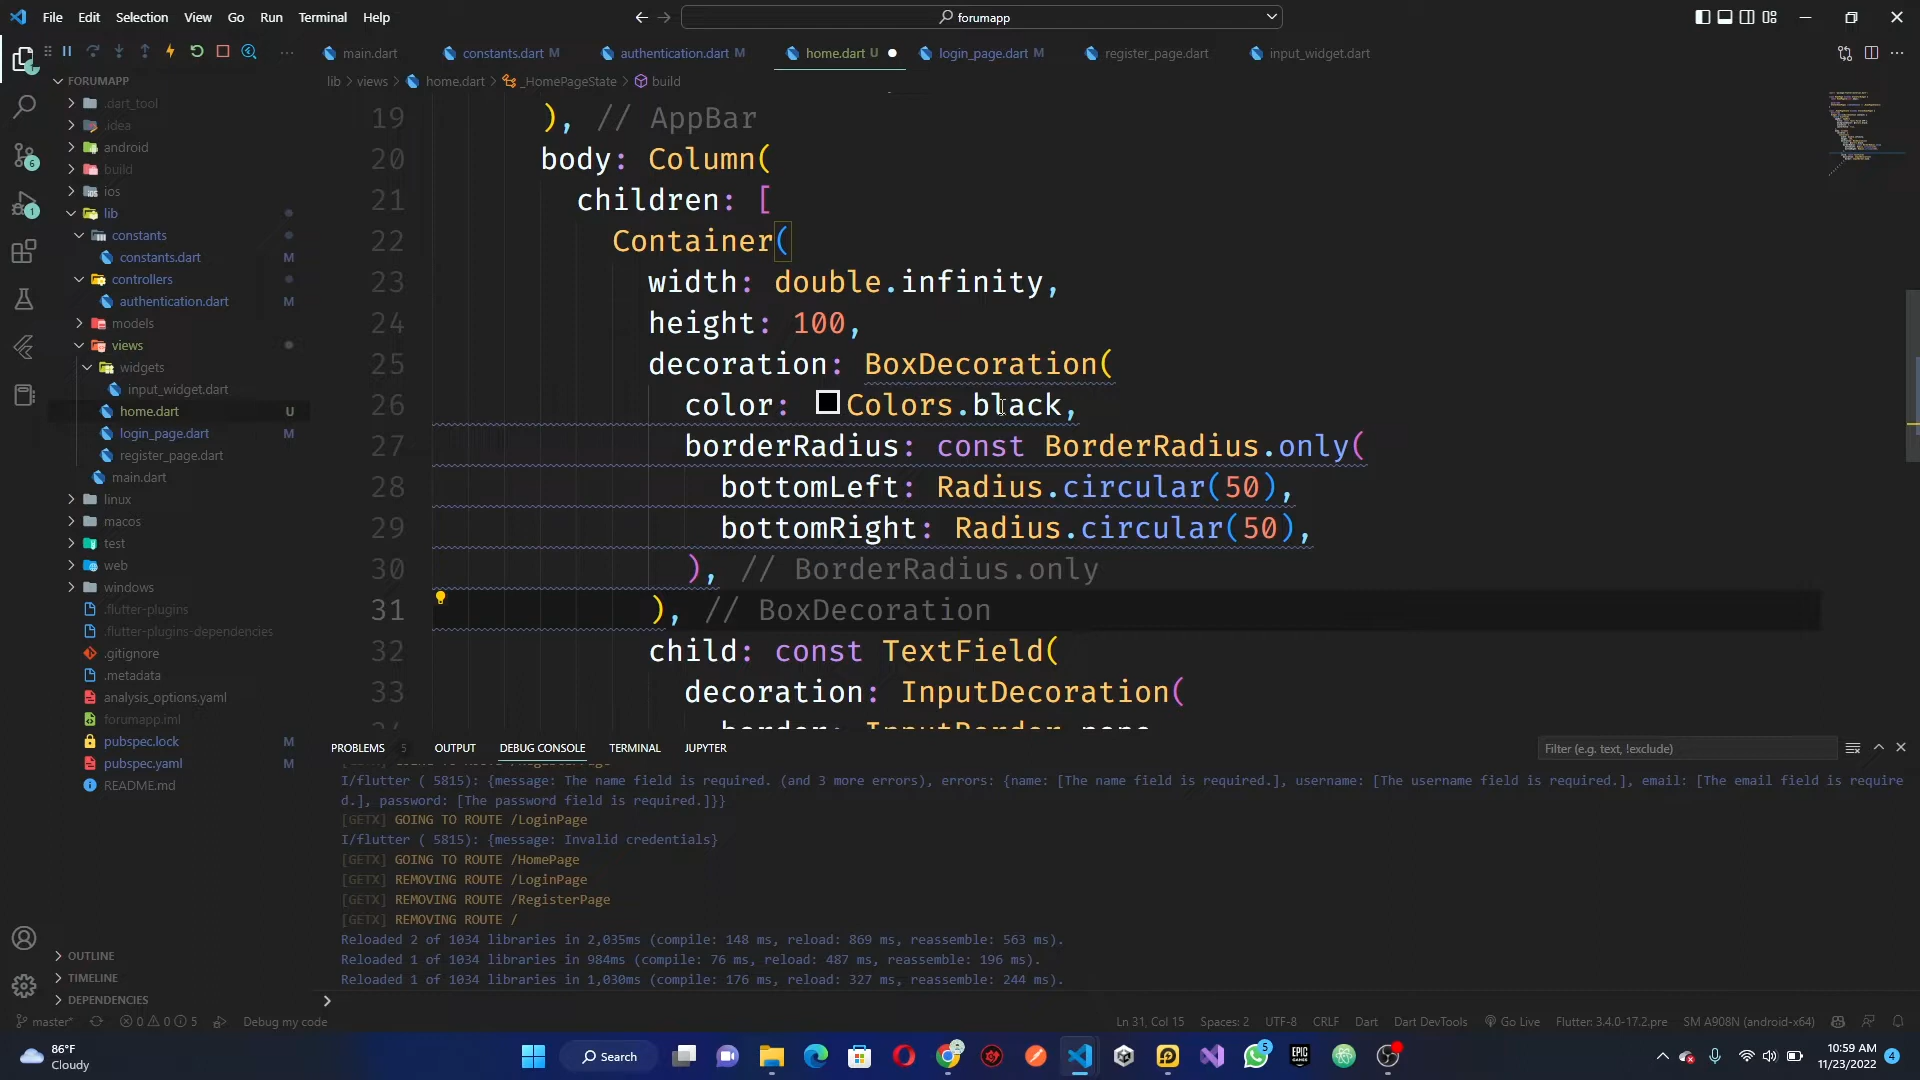 File Edit Selection View Go Run Terminal Help
forumapp
main.dart constants.dart M authentication.dart M home.dart U login_page.dart M register_page.dart input_widget.dart
FORUMAPP
lib > views > home.dart > _HomePageState > build
.dart_tool
.idea
android
build
ios
lib
constants
constants.dart M
controllers
authentication.dart M
models
views
widgets
input_widget.dart
home.dart U
login_page.dart M
register_page.dart
main.dart
linux
macos
test
web
windows
.flutter-plugins
.flutter-plugins-dependencies
.gitignore
.metadata
analysis_options.yaml
forumapp.iml
pubspec.lock M
pubspec.yaml M
README.md
OUTLINE
TIMELINE
DEPENDENCIES
6
1
19 ), // AppBar
20 body: Column(
21 children: [
22 Container(
23 width: double.infinity,
24 height: 100,
25 decoration: BoxDecoration(
26 color: Colors.black,
27 borderRadius: const BorderRadius.only(
28 bottomLeft: Radius.circular(50),
29 bottomRight: Radius.circular(50),
30 ), // BorderRadius.only
31 ), // BoxDecoration
32 child: const TextField(
33 decoration: InputDecoration(
PROBLEMS 5 OUTPUT DEBUG CONSOLE TERMINAL JUPYTER
Filter (e.g. text, !exclude)
I/flutter ( 5815): {message: The name field is required. (and 3 more errors), errors: {name: [The name field is required.], username: [The username field is required.], email: [The email field is require
d.], password: [The password field is required.]}}
[GETX] GOING TO ROUTE /LoginPage
I/flutter ( 5815): {message: Invalid credentials}
[GETX] GOING TO ROUTE /HomePage
[GETX] REMOVING ROUTE /LoginPage
[GETX] REMOVING ROUTE /RegisterPage
[GETX] REMOVING ROUTE /
Reloaded 2 of 1034 libraries in 2,035ms (compile: 148 ms, reload: 869 ms, reassemble: 563 ms).
Reloaded 1 of 1034 libraries in 984ms (compile: 76 ms, reload: 487 ms, reassemble: 196 ms).
Reloaded 1 of 1034 libraries in 1,030ms (compile: 176 ms, reload: 327 ms, reassemble: 244 ms).
master* 0 0 5 Debug my code Ln 31, Col 15 Spaces: 2 UTF-8 CRLF Dart Dart DevTools Go Live Flutter: 3.4.0-17.2.pre SM A908N (android-x64)
86°F
Cloudy
Search
5
EPIC
GAMES
10:59 AM
11/23/2022
4